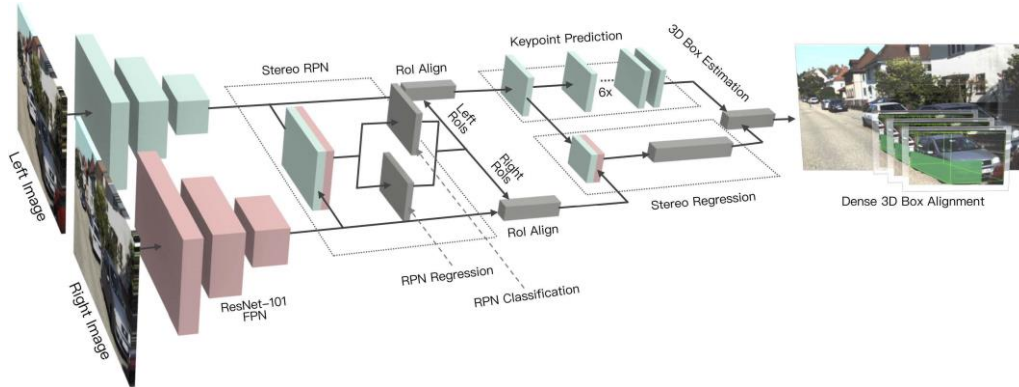 Left Image
Right Image
ResNet-101
FPN
Stereo RPN
RoI Align
Left
RoIs
Right
RoIs
RoI Align
RPN Regression
RPN Classification
Keypoint Prediction
6x
Stereo Regression
3D Box Estimation
Dense 3D Box Alignment